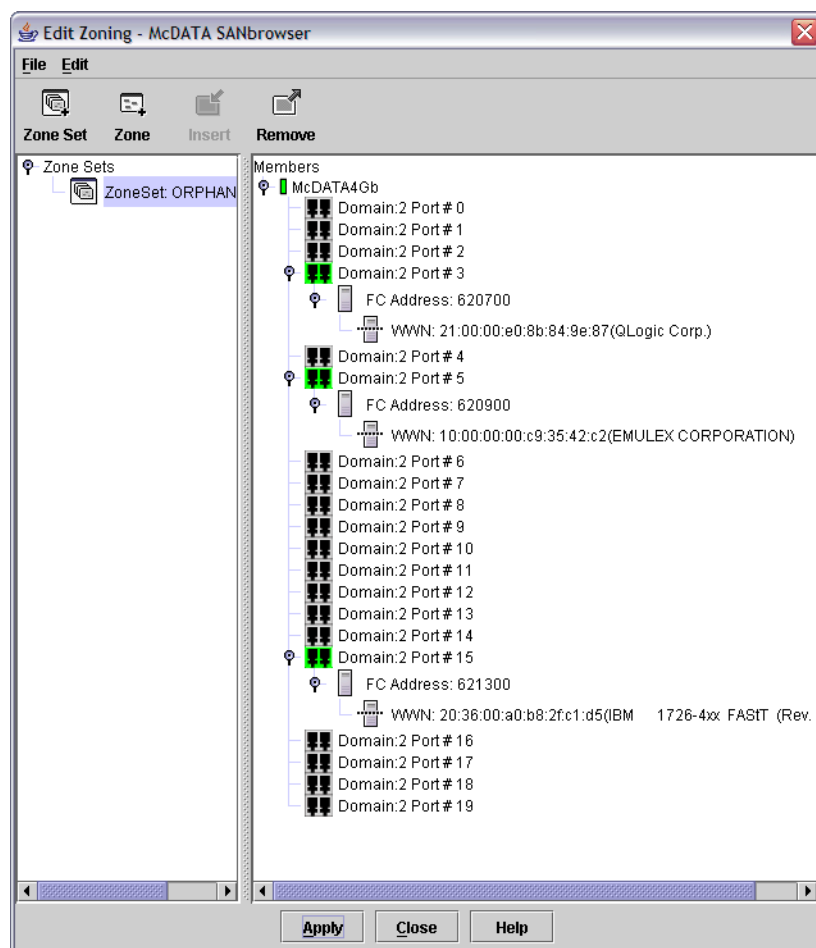 Edit Zoning - McDATA SANbrowser
File Edit
Zone Set Zone Insert Remove
Zone Sets
ZoneSet: ORPHAN
Members
McDATA4Gb
Domain:2 Port # 0
Domain:2 Port # 1
Domain:2 Port # 2
Domain:2 Port # 3
FC Address: 620700
WWN: 21:00:00:e0:8b:84:9e:87(QLogic Corp.)
Domain:2 Port # 4
Domain:2 Port # 5
FC Address: 620900
WWN: 10:00:00:00:c9:35:42:c2(EMULEX CORPORATION)
Domain:2 Port # 6
Domain:2 Port # 7
Domain:2 Port # 8
Domain:2 Port # 9
Domain:2 Port # 10
Domain:2 Port # 11
Domain:2 Port # 12
Domain:2 Port # 13
Domain:2 Port # 14
Domain:2 Port # 15
FC Address: 621300
WWN: 20:36:00:a0:b8:2f:c1:d5(IBM 1726-4xx FAStT (Rev.
Domain:2 Port # 16
Domain:2 Port # 17
Domain:2 Port # 18
Domain:2 Port # 19
Apply Close Help